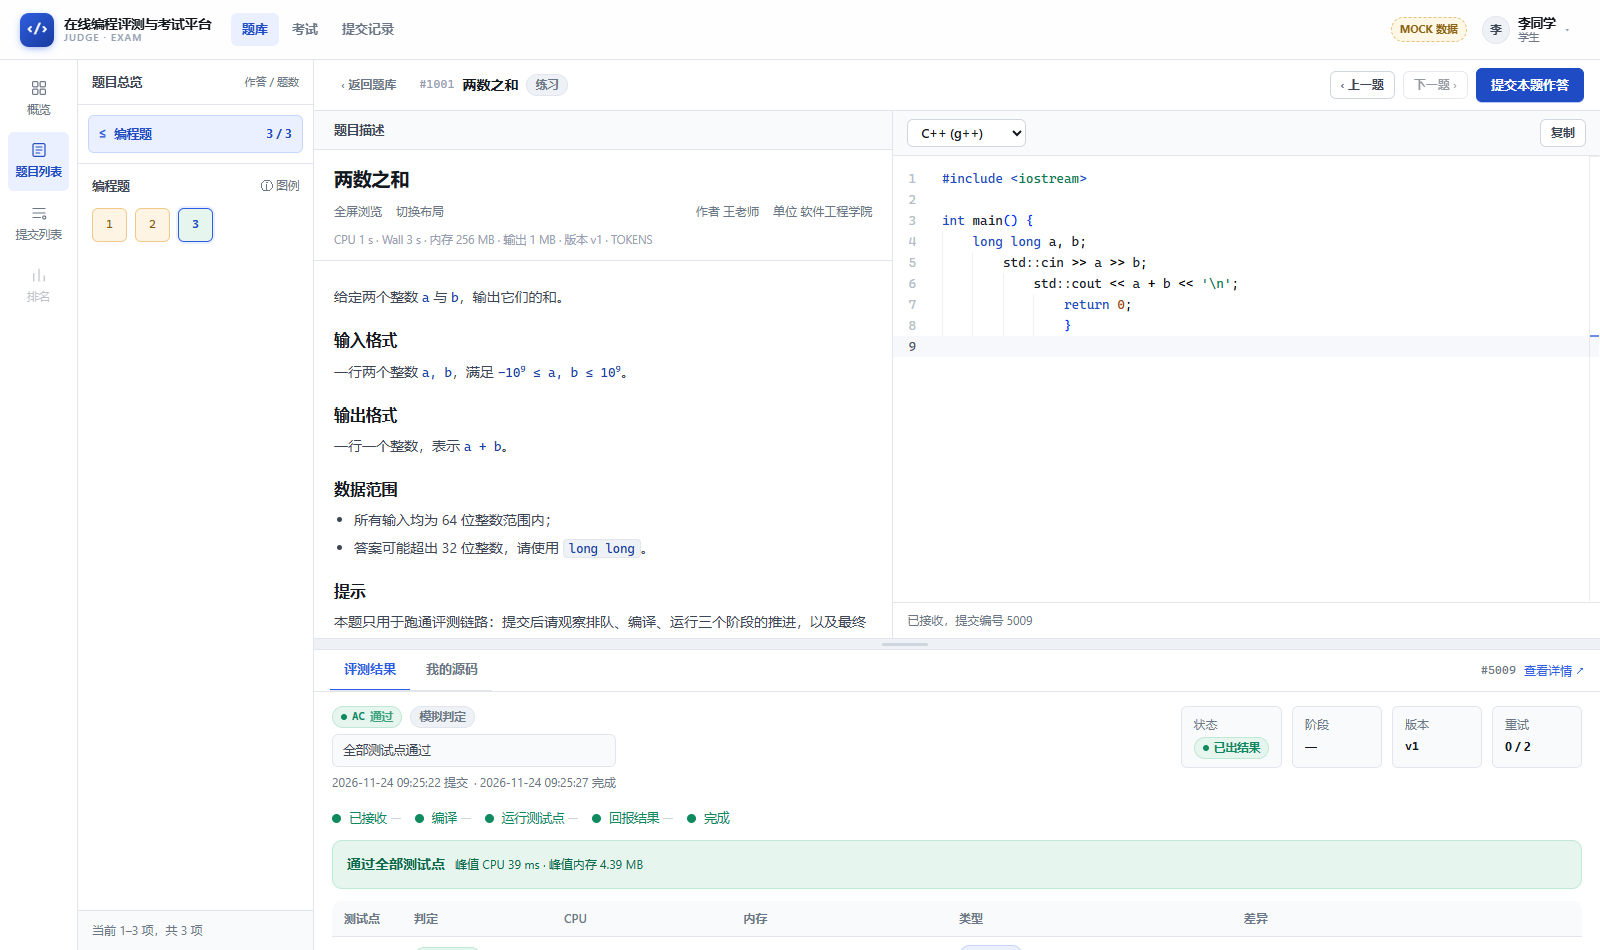 在线编程评测与考试平台
JUDGE · EXAM
题库
考试
提交记录
MOCK 数据
李
李同学
学生
概览
题目列表
提交列表
排名
题目总览
作答 / 题数
≤ 编程题
3 / 3
编程题
ⓘ 图例
1
2
3
当前 1–3 项，共 3 项
‹ 返回题库
#1001
两数之和
练习
‹ 上一题
下一题 ›
提交本题作答
题目描述
两数之和
全屏浏览 切换布局
作者 王老师 单位 软件工程学院
CPU 1 s · Wall 3 s · 内存 256 MB · 输出 1 MB · 版本 v1 · TOKENS
给定两个整数 a 与 b，输出它们的和。
输入格式
一行两个整数 a, b，满足 −10⁹ ≤ a, b ≤ 10⁹。
输出格式
一行一个整数，表示 a + b。
数据范围
• 所有输入均为 64 位整数范围内；
• 答案可能超出 32 位整数，请使用 long long。
提示
本题只用于跑通评测链路：提交后请观察排队、编译、运行三个阶段的推进，以及最终
C++ (g++)
复制
1 #include <iostream>
2
3 int main() {
4 long long a, b;
5 std::cin >> a >> b;
6 std::cout << a + b << '\n';
7 return 0;
8 }
9
已接收，提交编号 5009
评测结果
我的源码
#5009
查看详情 ↗
AC 通过
模拟判定
全部测试点通过
2026-11-24 09:25:22 提交 · 2026-11-24 09:25:27 完成
状态
已出结果
阶段
—
版本
v1
重试
0 / 2
已接收 — 编译 — 运行测试点 — 回报结果 — 完成
通过全部测试点 峰值 CPU 39 ms · 峰值内存 4.39 MB
测试点 判定 CPU 内存 类型 差异